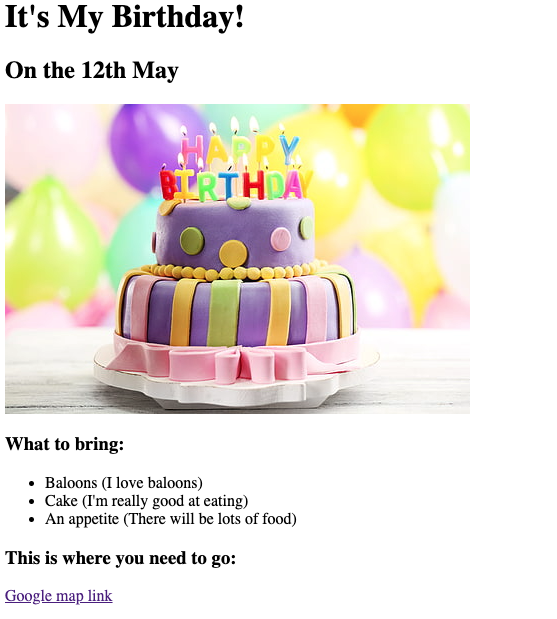 It's My Birthday!
On the 12th May
HAPPY
BIRTHDAY
What to bring:
Baloons (I love baloons)
Cake (I'm really good at eating)
An appetite (There will be lots of food)
This is where you need to go:
Google map link